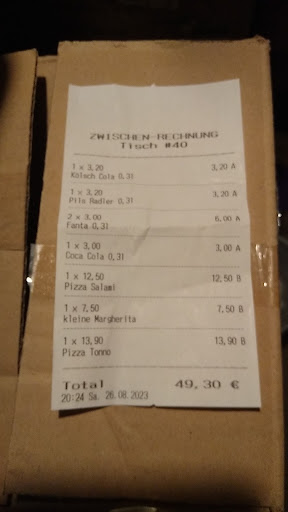 ZWISCHEN-RECHNUNG
Tisch #40
1 x 3,20 3,20 A
Kölsch Cola 0,3l
1 x 3,20 3,20 A
Pils Radler 0,3l
2 x 3,00 6,00 A
Fanta 0,3l
1 x 3,00 3,00 A
Coca Cola 0,3l
1 x 12,50 12,50 B
Pizza Salami
1 x 7,50 7,50 B
kleine Margherita
1 x 13,90 13,90 B
Pizza Tonno
Total 49,30 €
20:24 Sa. 26.08.2023